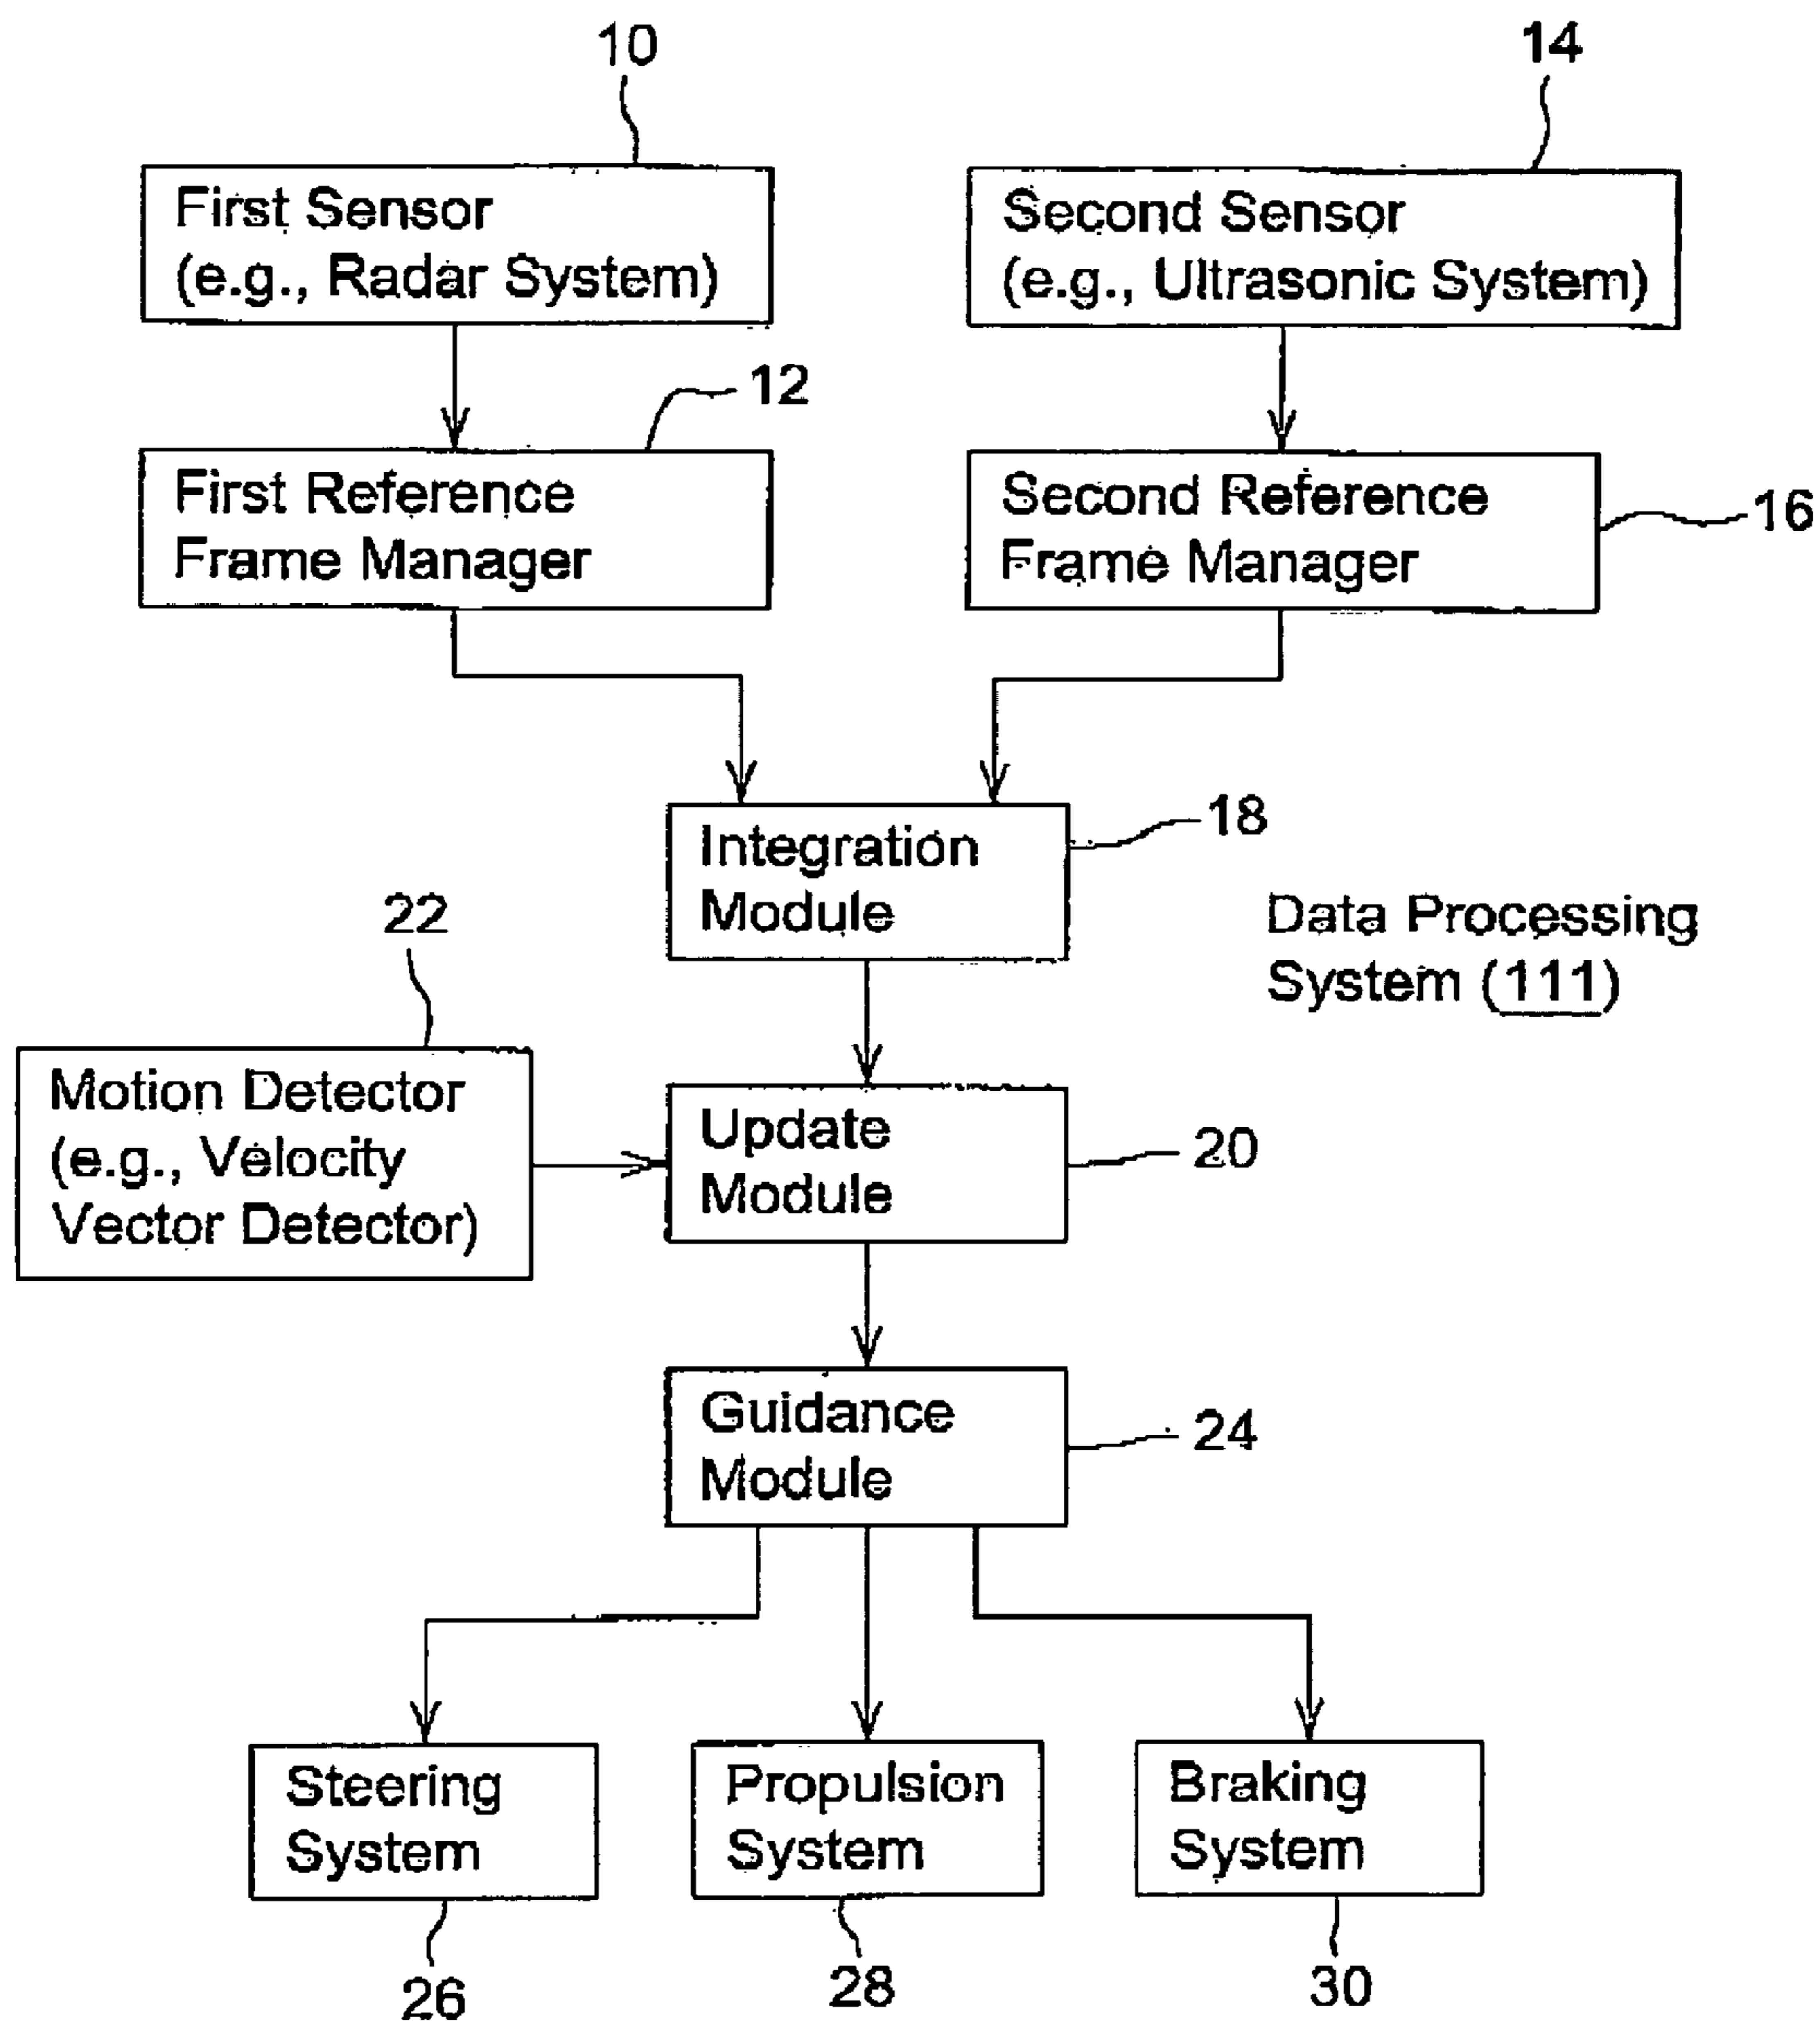 10
14
First Sensor
(e.g., Radar System)
Second Sensor
(e.g., Ultrasonic System)
12
First Reference
Frame Manager
Second Reference
Frame Manager
16
Integration
Module
18
Data Processing
System (111)
22
Motion Detector
(e.g., Velocity
Vector Detector)
Update
Module
20
Guidance
Module
24
Steering
System
Propulsion
System
Braking
System
26
28
30